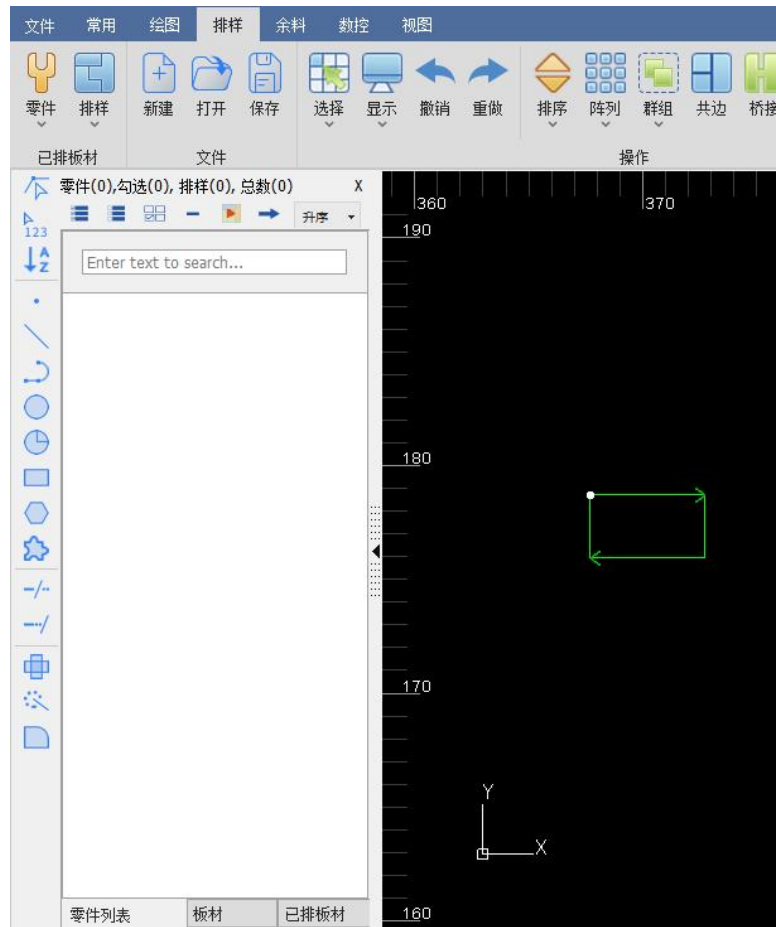 文件 常用 绘图 排样 余料 数控 视图
零件 排样 新建 打开 保存 选择 显示 撤销 重做 排序 阵列 群组 共边 桥接
已排板材 文件 操作
零件(0),勾选(0), 排样(0), 总数(0) X
123 升序
A
Z
Enter text to search...
360 370
190
180
170
Y
X
160
零件列表 板材 已排板材